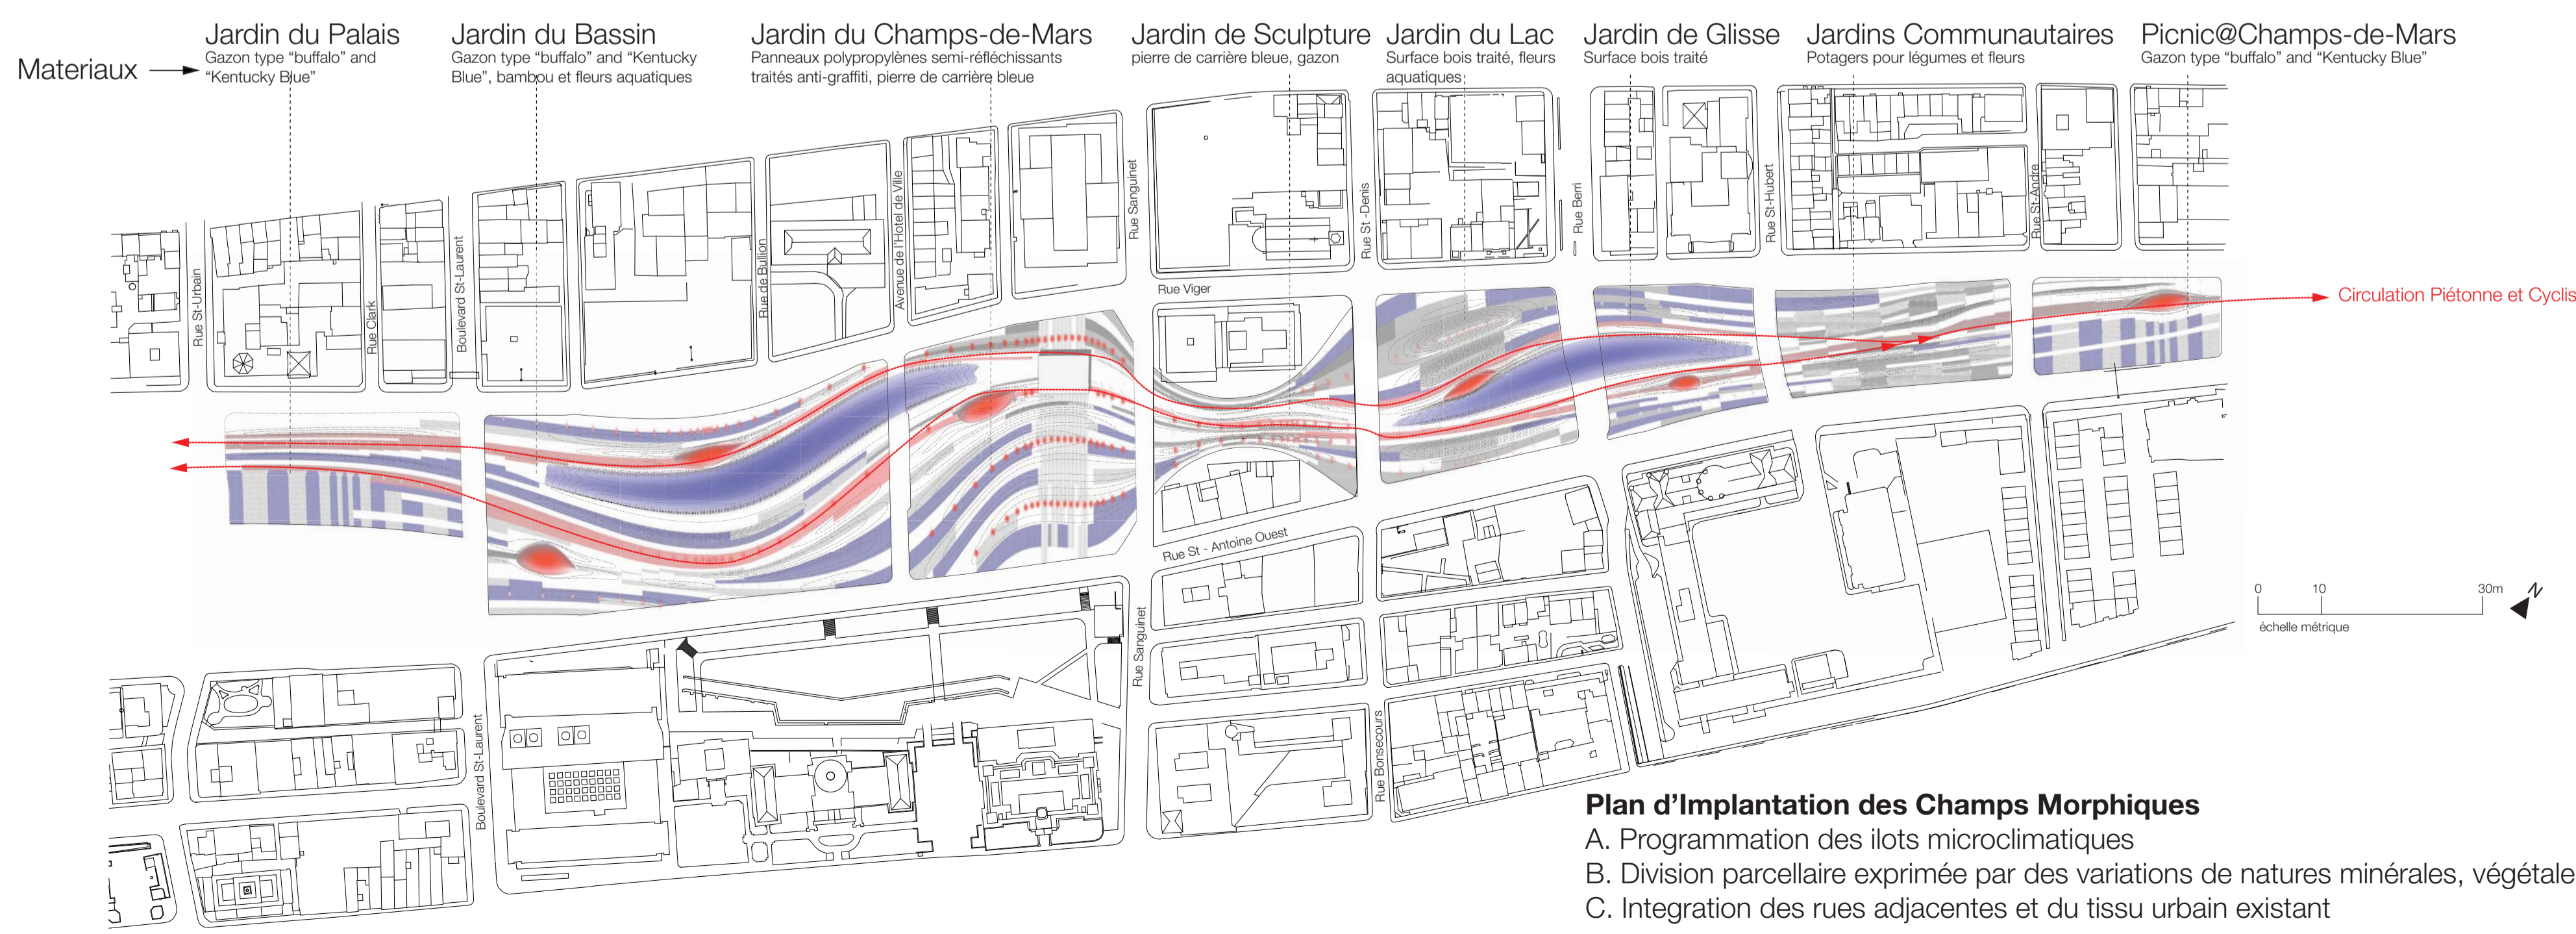 Materiaux
Jardin du Palais
Gazon type “buffalo” and
“Kentucky Blue”
Jardin du Bassin
Gazon type “buffalo” and “Kentucky
Blue”, bambou et fleurs aquatiques
Jardin du Champs-de-Mars
Panneaux polypropylènes semi-réfléchissants
traités anti-graffiti, pierre de carrière bleue
Jardin de Sculpture
pierre de carrière bleue, gazon
Jardin du Lac
Surface bois traité, fleurs
aquatiques
Jardin de Glisse
Surface bois traité
Jardins Communautaires
Potagers pour légumes et fleurs
Picnic@Champs-de-Mars
Gazon type “buffalo” and “Kentucky Blue”
Rue St-Urbain
Rue Clark
Boulevard St-Laurent
Rue de Bullion
Avenue de l'Hotel de Ville
Rue Sanguinet
Rue St -Denis
Rue Berri
Rue St-Hubert
Rue St-Andre
Rue Viger
Circulation Piétonne et Cyclis
Rue St - Antoine Ouest
0 10 30m
N
échelle métrique
Rue Sanguinet
Boulevard St-Laurent
Rue Bonsecours
Plan d’Implantation des Champs Morphiques
A. Programmation des ilots microclimatiques
B. Division parcellaire exprimée par des variations de natures minérales, végétale
C. Integration des rues adjacentes et du tissu urbain existant